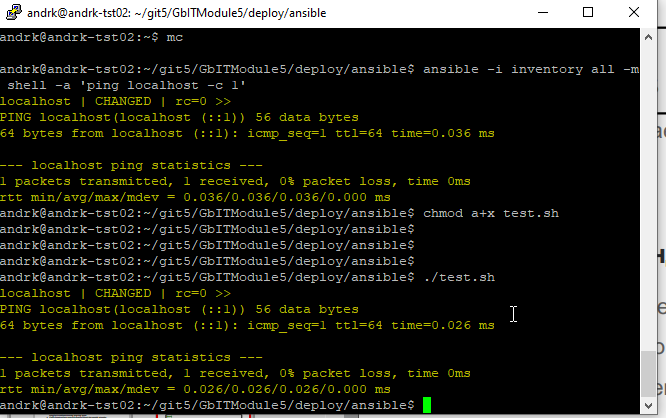 andrk@andrk-tst02: ~/git5/GbITModule5/deploy/ansible
andrk@andrk-tst02:~$ mc
andrk@andrk-tst02:~/git5/GbITModule5/deploy/ansible$ ansible -i inventory all -m
shell -a 'ping localhost -c 1'
localhost | CHANGED | rc=0 >>
PING localhost(localhost (::1)) 56 data bytes
64 bytes from localhost (::1): icmp_seq=1 ttl=64 time=0.036 ms
--- localhost ping statistics ---
1 packets transmitted, 1 received, 0% packet loss, time 0ms
rtt min/avg/max/mdev = 0.036/0.036/0.036/0.000 ms
andrk@andrk-tst02:~/git5/GbITModule5/deploy/ansible$ chmod a+x test.sh
andrk@andrk-tst02:~/git5/GbITModule5/deploy/ansible$
andrk@andrk-tst02:~/git5/GbITModule5/deploy/ansible$
andrk@andrk-tst02:~/git5/GbITModule5/deploy/ansible$
andrk@andrk-tst02:~/git5/GbITModule5/deploy/ansible$ ./test.sh
localhost | CHANGED | rc=0 >>
PING localhost(localhost (::1)) 56 data bytes
64 bytes from localhost (::1): icmp_seq=1 ttl=64 time=0.026 ms
--- localhost ping statistics ---
1 packets transmitted, 1 received, 0% packet loss, time 0ms
rtt min/avg/max/mdev = 0.026/0.026/0.026/0.000 ms
andrk@andrk-tst02:~/git5/GbITModule5/deploy/ansible$